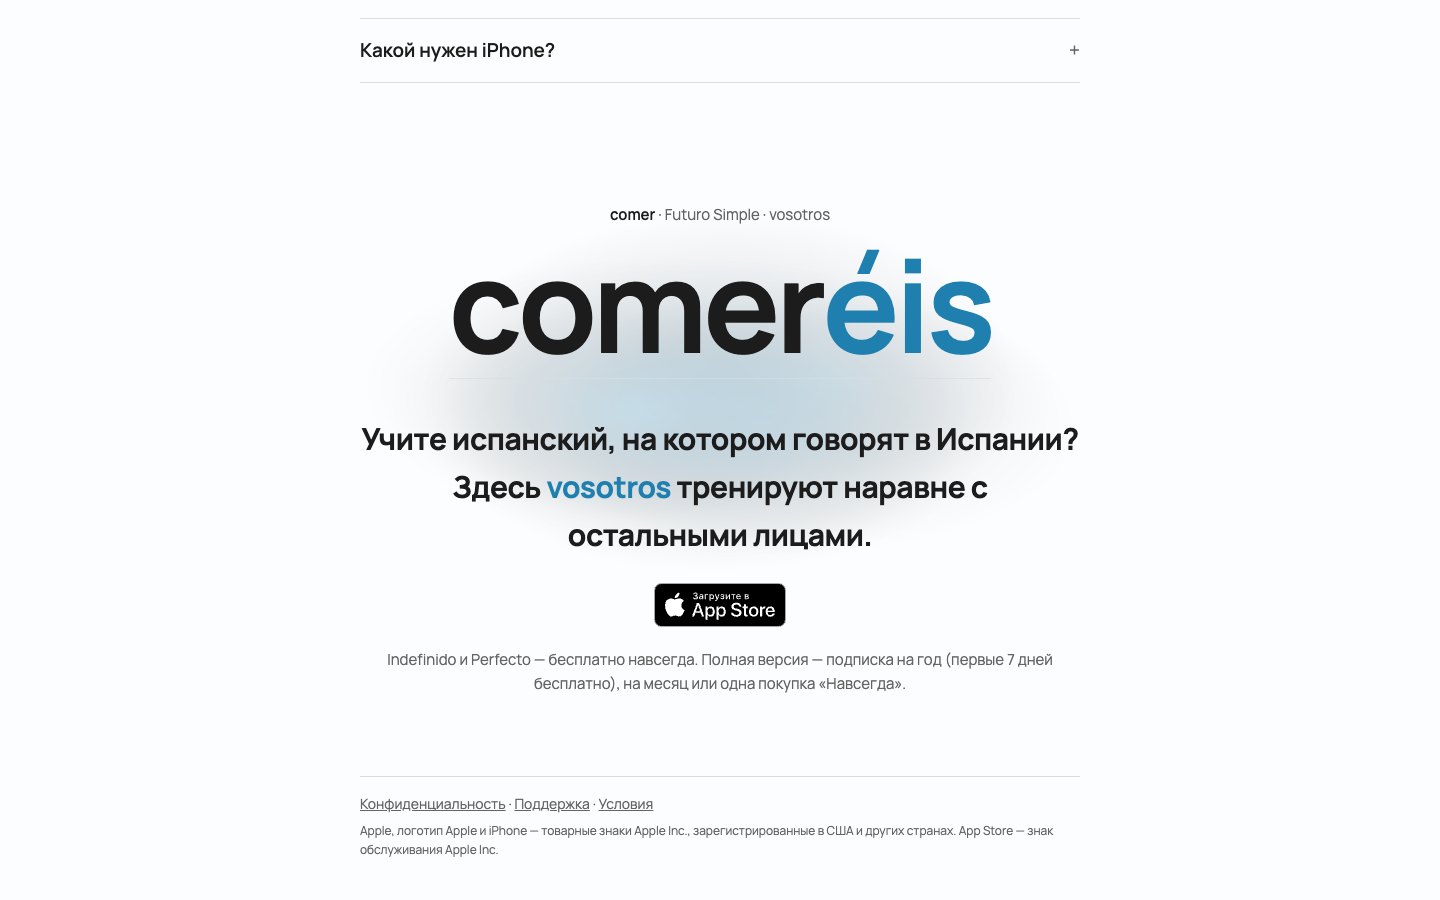 Какой нужен iPhone?
+
comer · Futuro Simple · vosotros
comeréis
Учите испанский, на котором говорят в Испании?
Здесь vosotros тренируют наравне с
остальными лицами.
Загрузите в
App Store
Indefinido и Perfecto — бесплатно навсегда. Полная версия — подписка на год (первые 7 дней
бесплатно), на месяц или одна покупка «Навсегда».
Конфиденциальность · Поддержка · Условия
Apple, логотип Apple и iPhone — товарные знаки Apple Inc., зарегистрированные в США и других странах. App Store — знак
обслуживания Apple Inc.